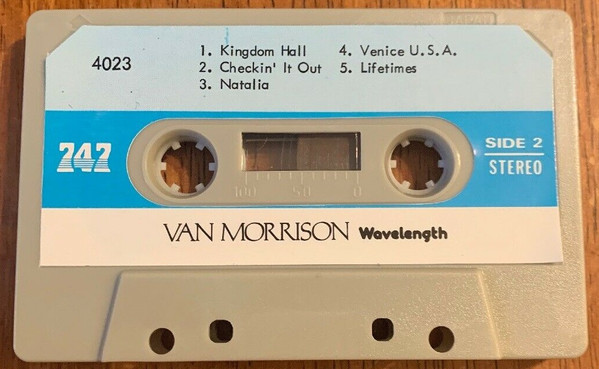 JAPAN
4023
1. Kingdom Hall
2. Checkin' It Out
3. Natalia
4. Venice U.S.A.
5. Lifetimes
747
SIDE 2
STEREO
100 50 0
VAN MORRISON Wavelength